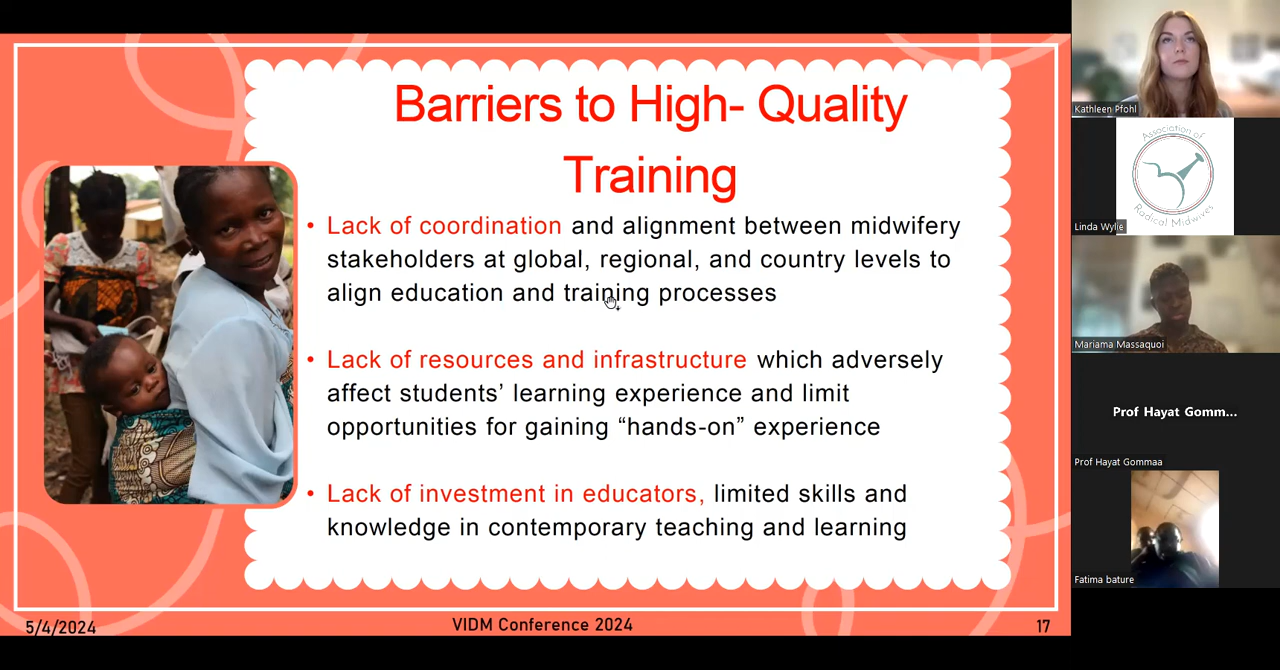 Barriers to High- Quality
Training
• Lack of coordination and alignment between midwifery
stakeholders at global, regional, and country levels to
align education and training processes
• Lack of resources and infrastructure which adversely
affect students’ learning experience and limit
opportunities for gaining “hands-on” experience
• Lack of investment in educators, limited skills and
knowledge in contemporary teaching and learning
5/4/2024
VIDM Conference 2024
17
Kathleen Pfohl
Association of
Radical Midwives
Linda Wylie
Mariama Massaquoi
Prof Hayat Gomm...
Prof Hayat Gommaa
Fatima bature